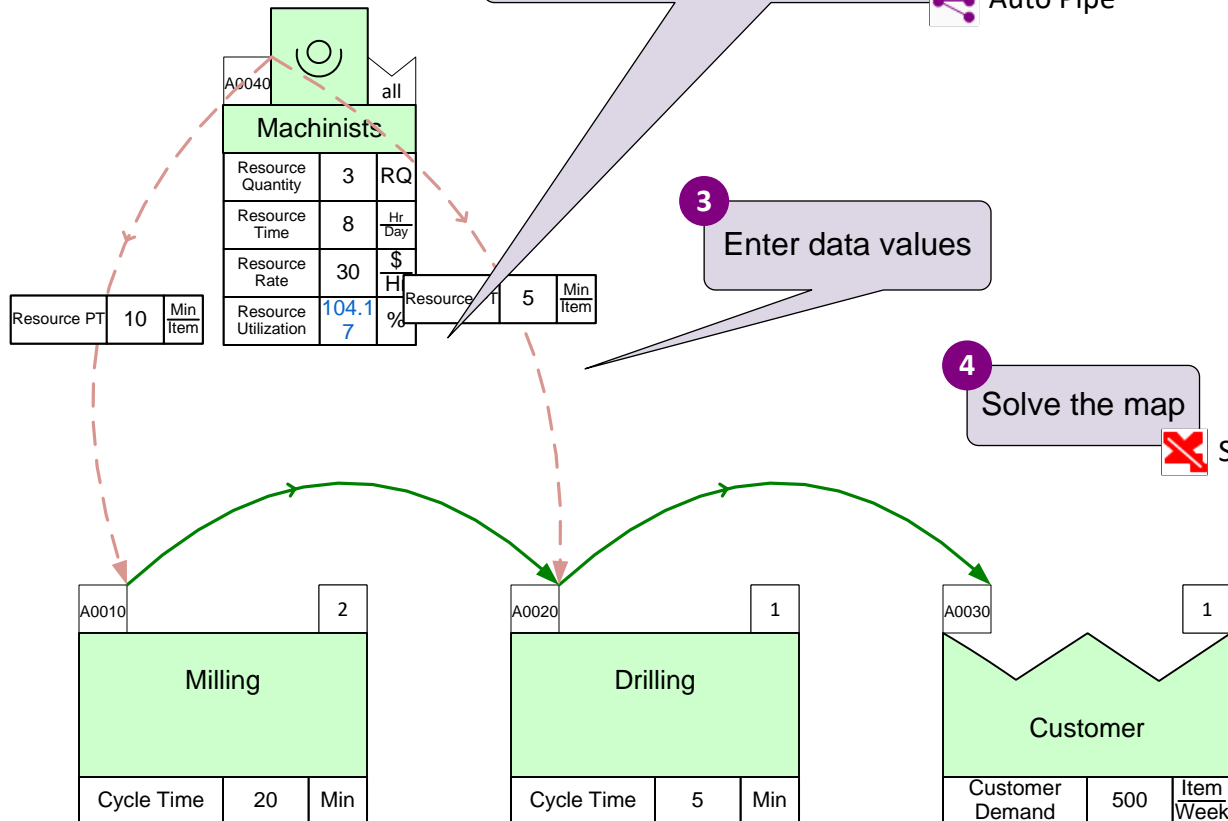 Auto Pipe
A0040
all
Machinists
Resource
Quantity
3
RQ
Resource
Time
8
Hr
Day
Resource
Rate
30
$
Resource
Utilization
104.1
7
%
Resource PT
10
Min
Item
Resource
5
Min
Item
3
Enter data values
4
Solve the map
S
A0010
2
Milling
Cycle Time
20
Min
A0020
1
Drilling
Cycle Time
5
Min
A0030
1
Customer
Customer
Demand
500
Item
Week